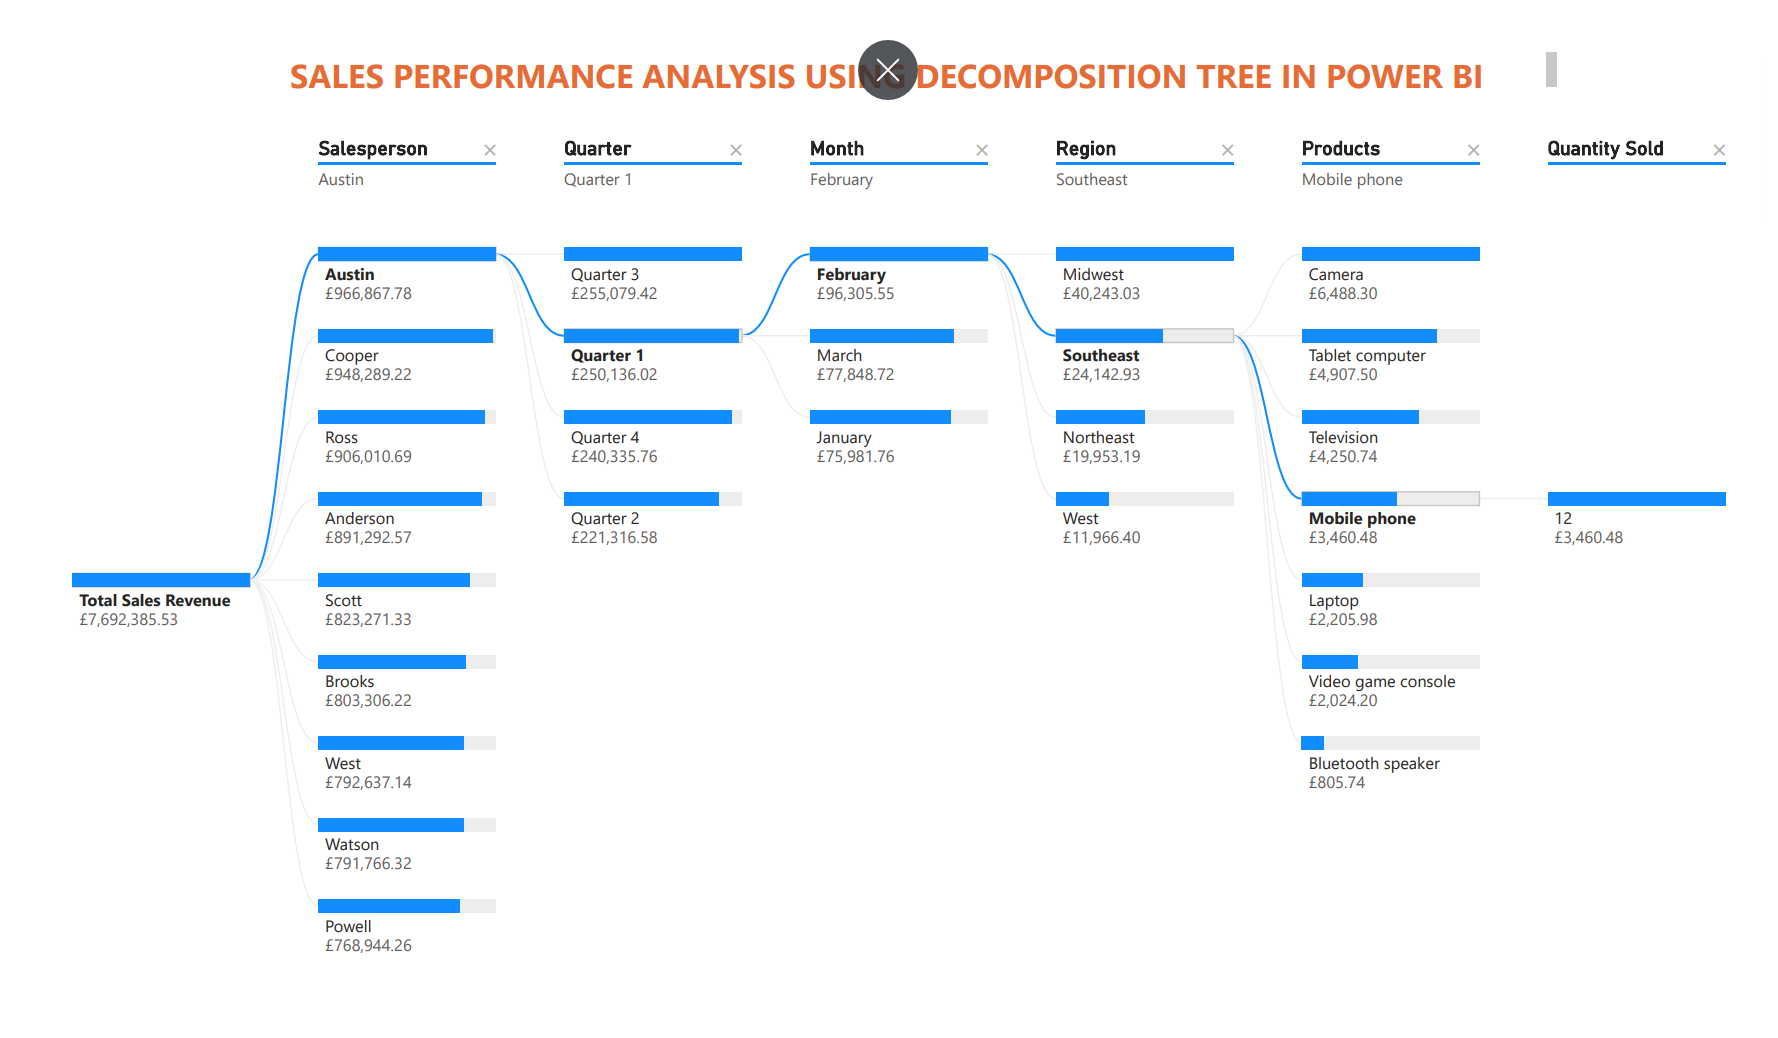 SALES PERFORMANCE ANALYSIS USING DECOMPOSITION TREE IN POWER BI
Salesperson
Austin
Quarter
Quarter 1
Month
February
Region
Southeast
Products
Mobile phone
Quantity Sold
Total Sales Revenue
£7,692,385.53
Austin
£966,867.78
Cooper
£948,289.22
Ross
£906,010.69
Anderson
£891,292.57
Scott
£823,271.33
Brooks
£803,306.22
West
£792,637.14
Watson
£791,766.32
Powell
£768,944.26
Quarter 3
£255,079.42
Quarter 1
£250,136.02
Quarter 4
£240,335.76
Quarter 2
£221,316.58
February
£96,305.55
March
£77,848.72
January
£75,981.76
Midwest
£40,243.03
Southeast
£24,142.93
Northeast
£19,953.19
West
£11,966.40
Camera
£6,488.30
Tablet computer
£4,907.50
Television
£4,250.74
Mobile phone
£3,460.48
Laptop
£2,205.98
Video game console
£2,024.20
Bluetooth speaker
£805.74
12
£3,460.48